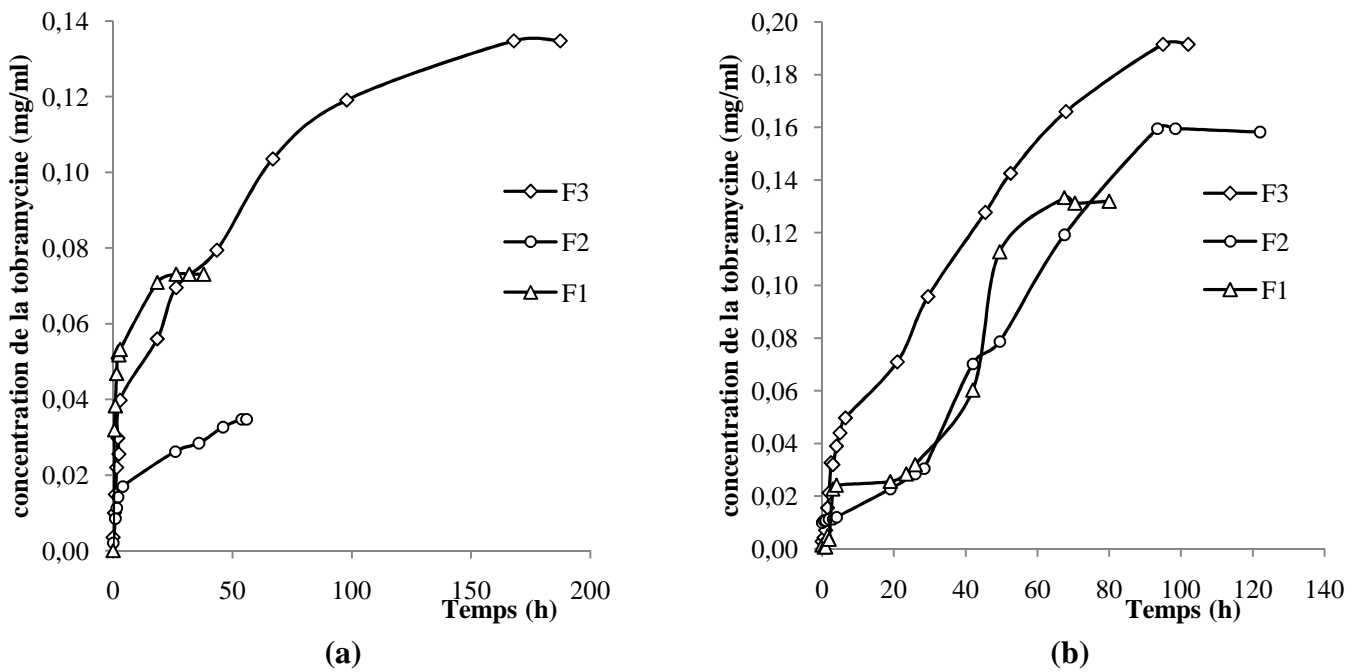 concentration de la tobramycine (mg/ml)
0,14
0,12
0,10
0,08
0,06
0,04
0,02
0,00
0 50 100 150 200
Temps (h)
F3
F2
F1
(a)
concentration de la tobramycine (mg/ml)
0,20
0,18
0,16
0,14
0,12
0,10
0,08
0,06
0,04
0,02
0,00
0 20 40 60 80 100 120 140
Temps (h)
F3
F2
F1
(b)